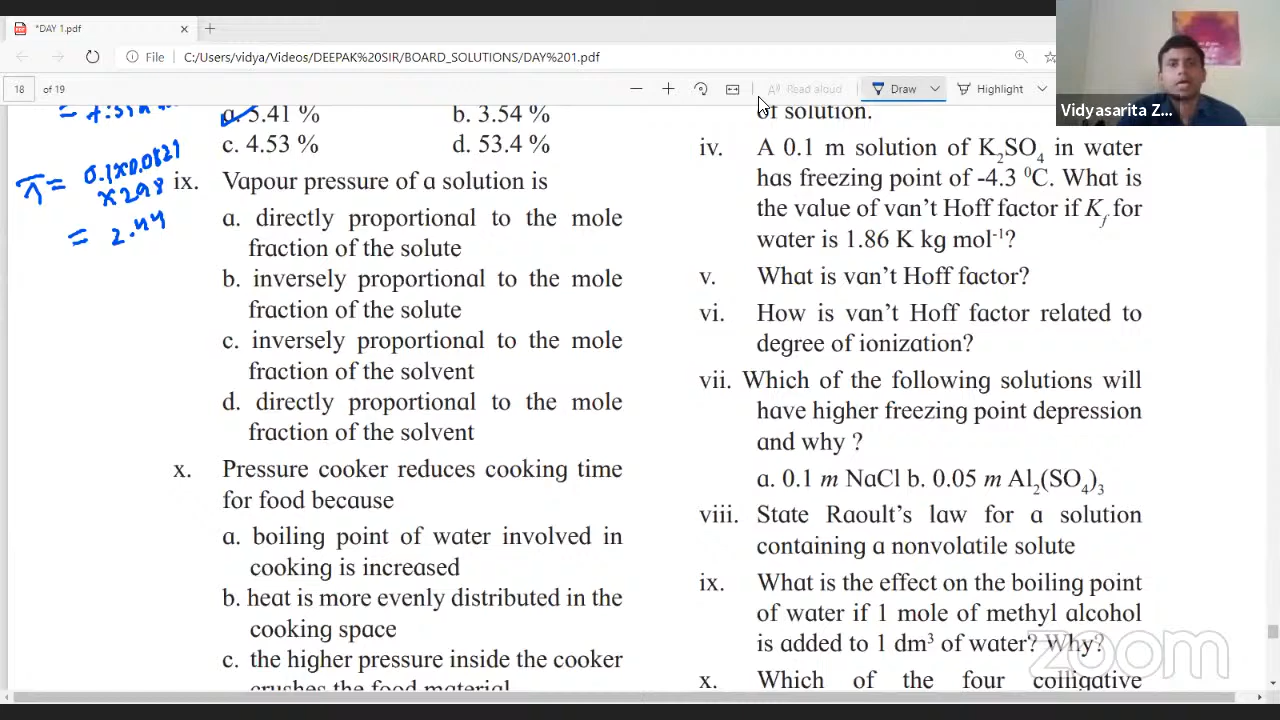 *DAY 1.pdf
File C:/Users/vidya/Videos/DEEPAK%20SIR/BOARD_SOLUTIONS/DAY%201.pdf
18 of 19
Read aloud Draw Highlight
Vidyasarita Z...
a. 5.41 % b. 3.54 %
c. 4.53 % d. 53.4 %
π = 0.1×0.0821
×298
= 2.44
ix. Vapour pressure of a solution is
a. directly proportional to the mole
fraction of the solute
b. inversely proportional to the mole
fraction of the solute
c. inversely proportional to the mole
fraction of the solvent
d. directly proportional to the mole
fraction of the solvent
x. Pressure cooker reduces cooking time
for food because
a. boiling point of water involved in
cooking is increased
b. heat is more evenly distributed in the
cooking space
c. the higher pressure inside the cooker
crushes the food material
of solution.
iv. A 0.1 m solution of K₂SO₄ in water
has freezing point of -4.3 ⁰C. What is
the value of van't Hoff factor if Kf for
water is 1.86 K kg mol⁻¹?
v. What is van't Hoff factor?
vi. How is van't Hoff factor related to
degree of ionization?
vii. Which of the following solutions will
have higher freezing point depression
and why ?
a. 0.1 m NaCl b. 0.05 m Al₂(SO₄)₃
viii. State Raoult's law for a solution
containing a nonvolatile solute
ix. What is the effect on the boiling point
of water if 1 mole of methyl alcohol
is added to 1 dm³ of water? Why?
x. Which of the four colligative
zoom